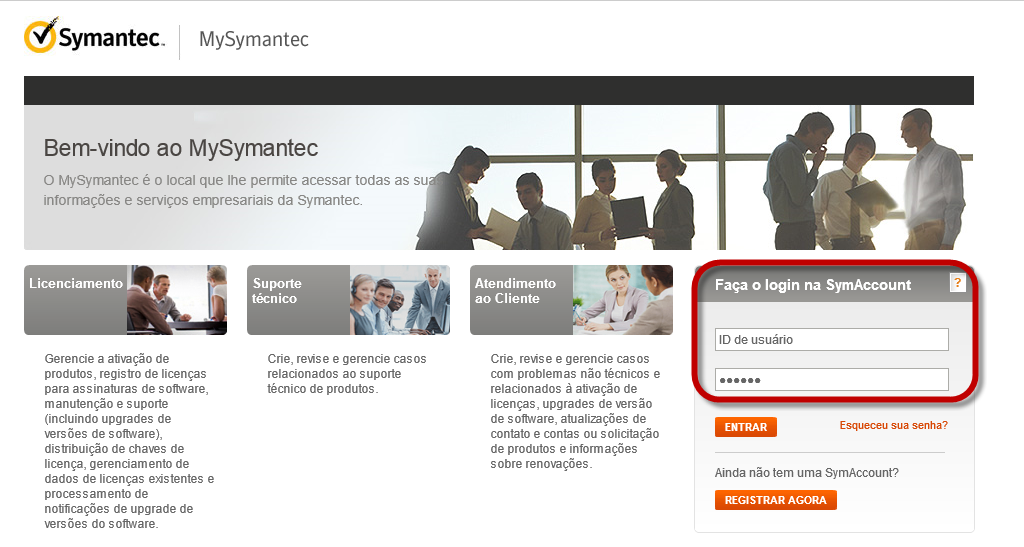 Symantec™ MySymantec
Bem-vindo ao MySymantec
O MySymantec é o local que lhe permite acessar todas as sua
informações e serviços empresariais da Symantec.
Licenciamento
Gerencie a ativação de
produtos, registro de licenças
para assinaturas de software,
manutenção e suporte
(incluindo upgrades de
versões de software),
distribuição de chaves de
licença, gerenciamento de
dados de licenças existentes e
processamento de
notificações de upgrade de
versões do software.
Suporte
técnico
Crie, revise e gerencie casos
relacionados ao suporte
técnico de produtos.
Atendimento
ao Cliente
Crie, revise e gerencie casos
com problemas não técnicos e
relacionados à ativação de
licenças, upgrades de versão
de software, atualizações de
contato e contas ou solicitação
de produtos e informações
sobre renovações.
Faça o login na SymAccount ?
ID de usuário
••••••
ENTRAR Esqueceu sua senha?
Ainda não tem uma SymAccount?
REGISTRAR AGORA